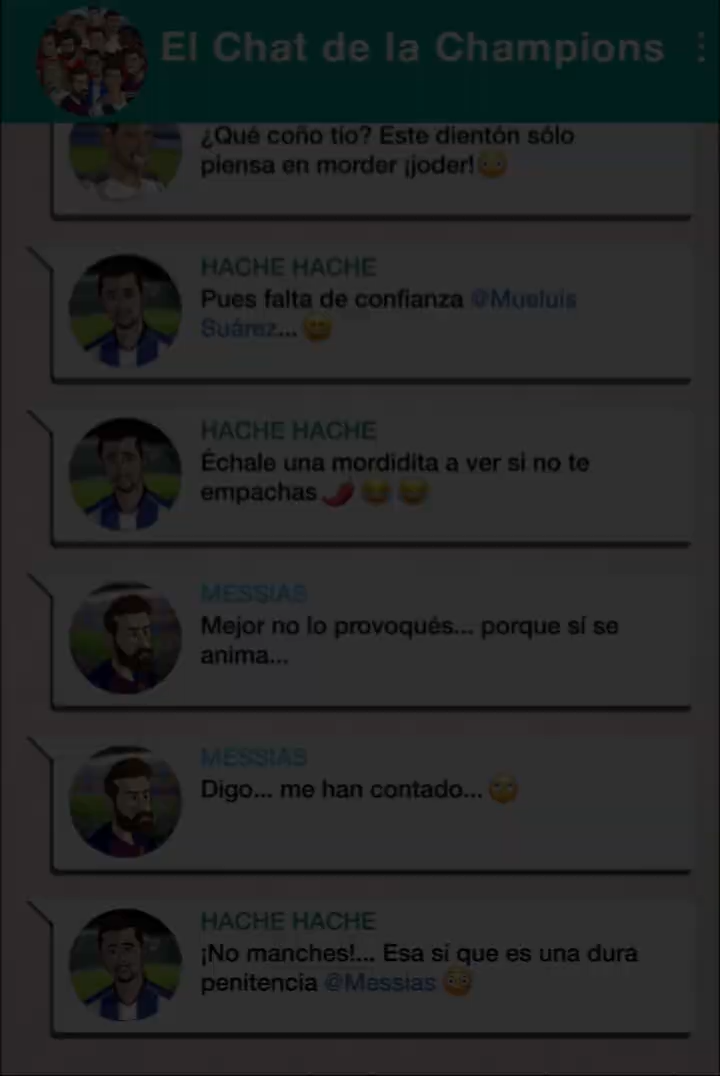 El Chat de la Champions
¿Qué coño tío? Este dientón sólo
piensa en morder ¡joder!😳
HACHE HACHE
Pues falta de confianza @Mueluis
Suárez...😄
HACHE HACHE
Échale una mordidita a ver si no te
empachas🌶️😂😂
MESSIAS
Mejor no lo provoqués... porque sí se
anima...
MESSIAS
Digo... me han contado...🙄
HACHE HACHE
¡No manches!... Esa sí que es una dura
penitencia @Messias😳